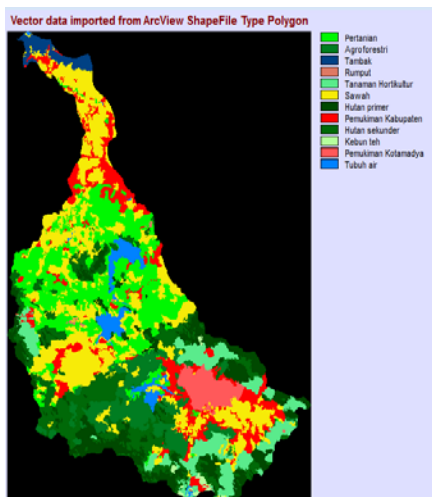 Vector data imported from ArcView ShapeFile Type Polygon
Pertanian
Agroforestri
Tambak
Rumput
Tanaman Hortikultur
Sawah
Hutan primer
Pemukiman Kabupaten
Hutan sekunder
Kebun teh
Pemukiman Kotamadya
Tubuh air